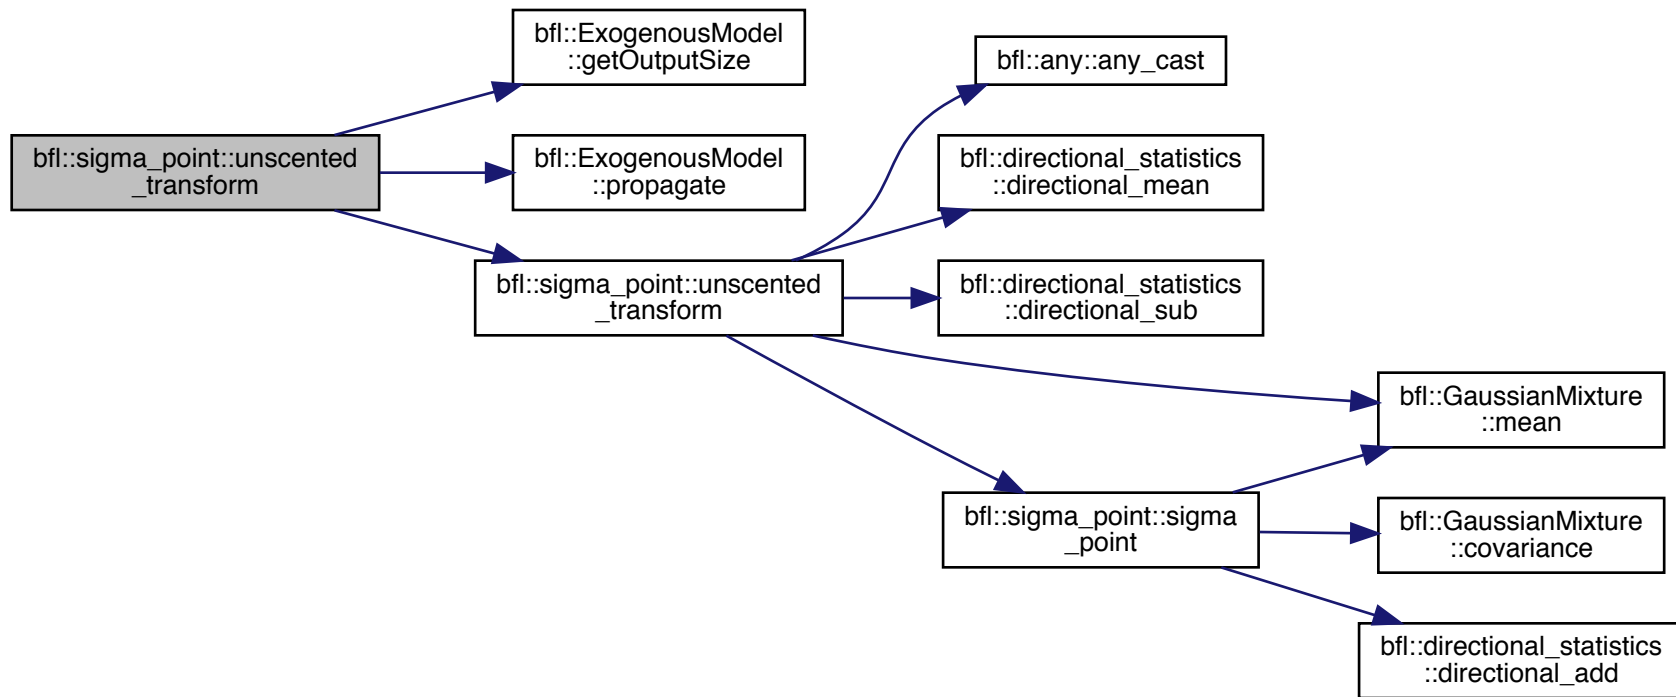 bfl::sigma_point::unscented
_transform
bfl::ExogenousModel
::getOutputSize
bfl::ExogenousModel
::propagate
bfl::sigma_point::unscented
_transform
bfl::any::any_cast
bfl::directional_statistics
::directional_mean
bfl::directional_statistics
::directional_sub
bfl::sigma_point::sigma
_point
bfl::GaussianMixture
::mean
bfl::GaussianMixture
::covariance
bfl::directional_statistics
::directional_add